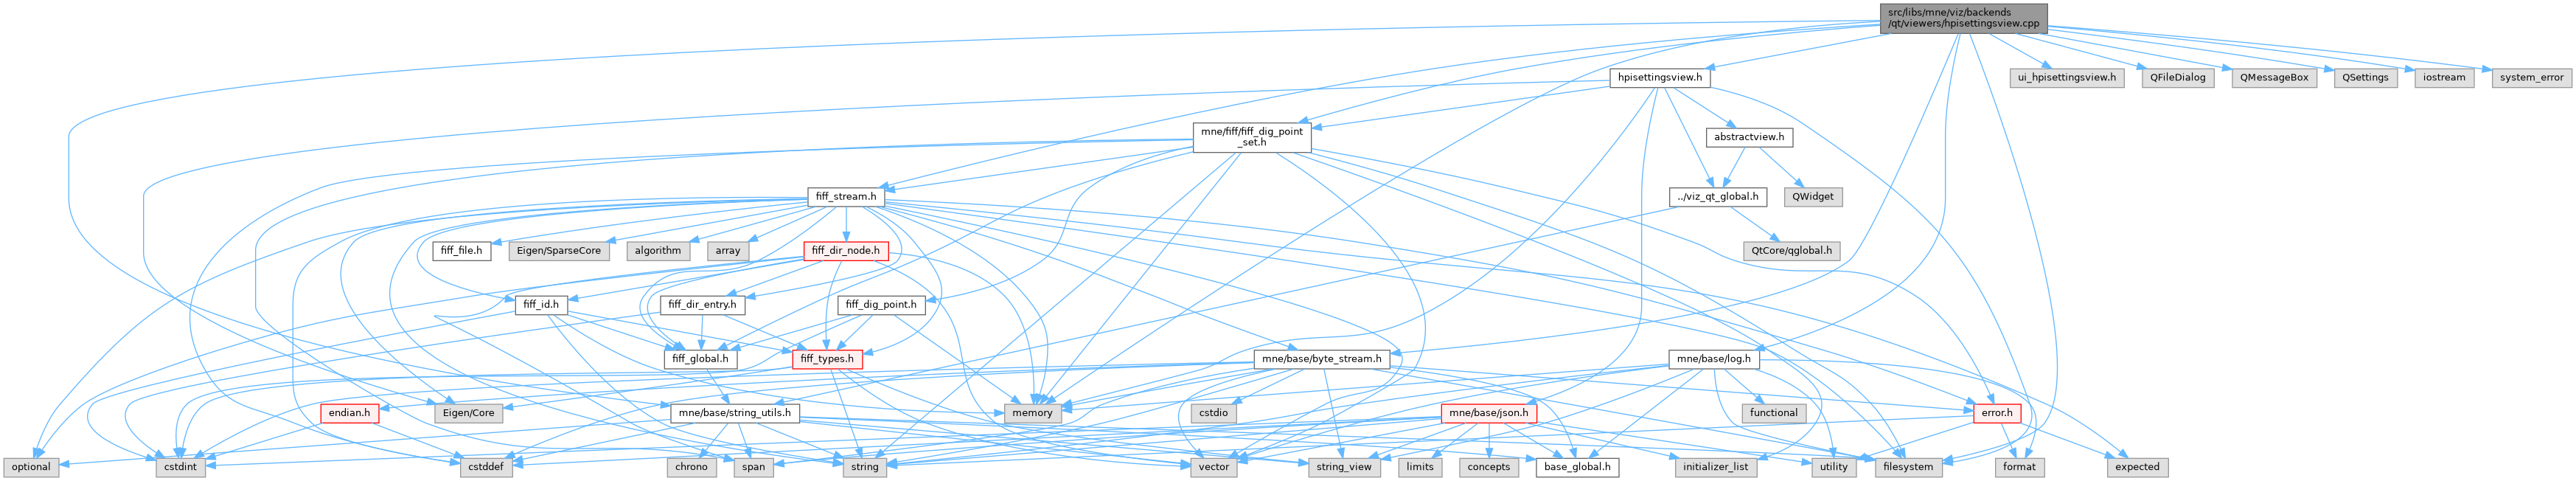 src/libs/mne/viz/backends
/qt/viewers/hpisettingsview.cpp
hpisettingsview.h
ui_hpisettingsview.h
QFileDialog
QMessageBox
QSettings
iostream
system_error
mne/fiff/fiff_dig_point
_set.h
abstractview.h
fiff_stream.h
../viz_qt_global.h
QWidget
fiff_file.h
Eigen/SparseCore
algorithm
array
fiff_dir_node.h
QtCore/qglobal.h
fiff_id.h
fiff_dir_entry.h
fiff_dig_point.h
fiff_global.h
fiff_types.h
mne/base/byte_stream.h
mne/base/log.h
endian.h
Eigen/Core
mne/base/string_utils.h
memory
cstdio
mne/base/json.h
functional
error.h
optional
cstdint
cstddef
chrono
span
string
vector
string_view
limits
concepts
base_global.h
initializer_list
utility
filesystem
format
expected